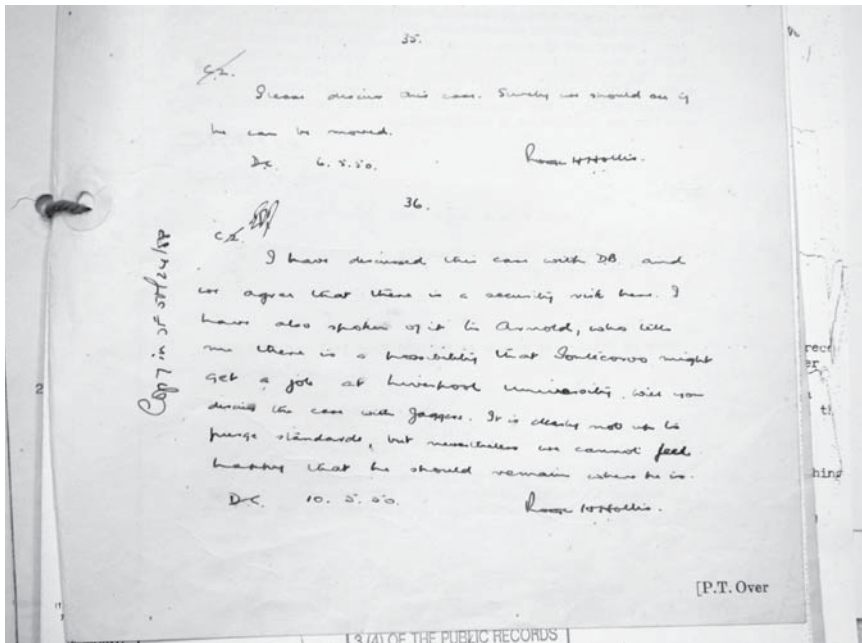 35.
C.2.
Please discuss this case. Surely we should see if
he can be moved.
D.C. 6.5.50. Roger H Hollis.
36.
C.2.
I have discussed this case with D.B. and
we agree that there is a security risk here. I
have also spoken of it to Arnold, who tells
me there is a possibility that Pontecorvo might
get a job at Liverpool University. Will you
discuss the case with Jaggers. It is clearly not up to
purge standards, but nevertheless we cannot feel
happy that he should remain where he is.
D.C. 10.5.50. Roger H Hollis.
Copy in
2
[P.T. Over
3 (4) OF THE PUBLIC RECORDS